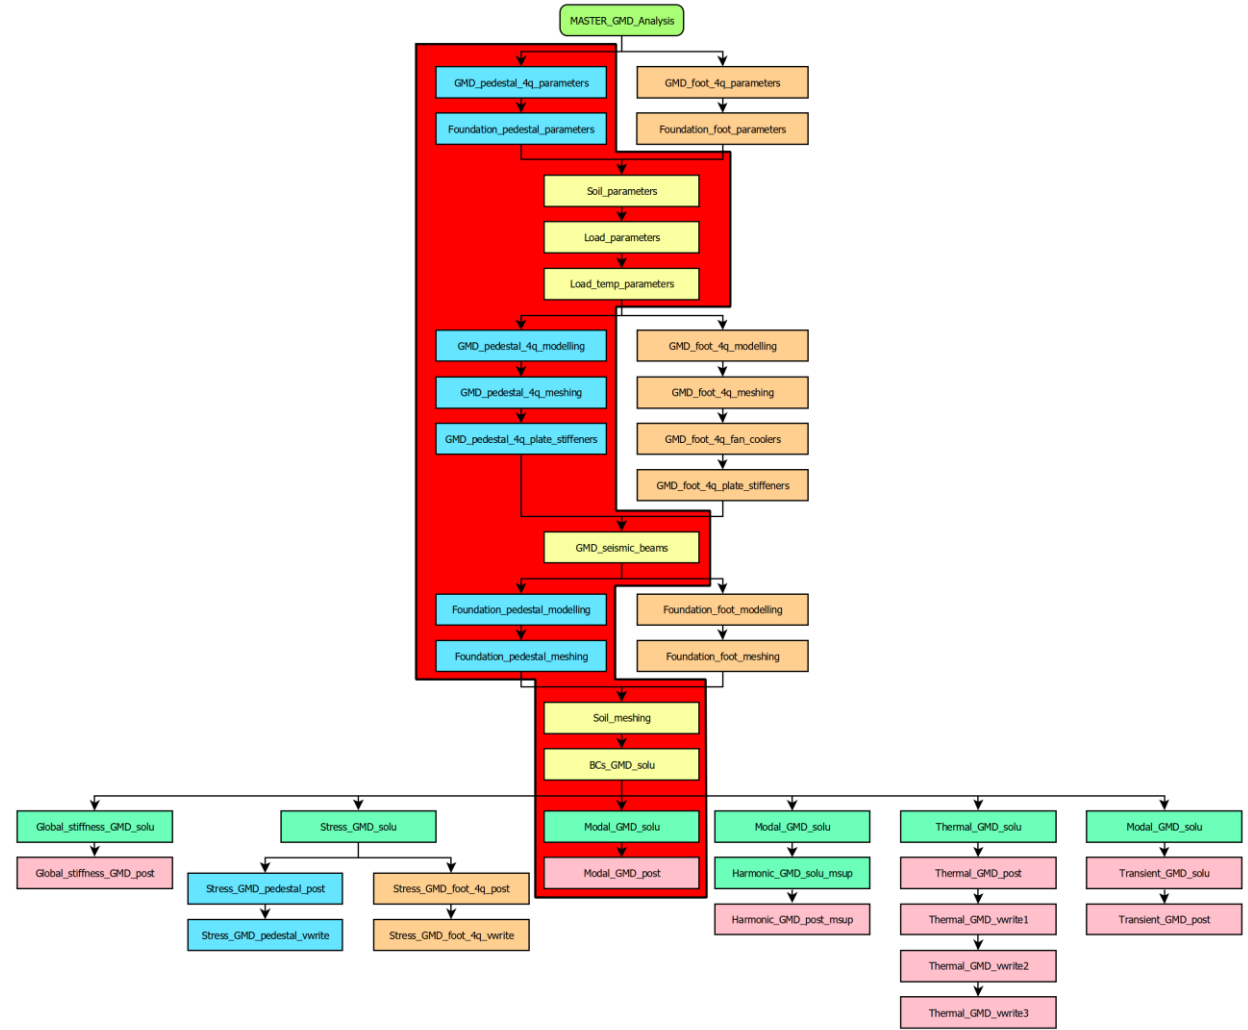 MASTER_GMD_Analysis
GMD_pedestal_4q_parameters
GMD_foot_4q_parameters
Foundation_pedestal_parameters
Foundation_foot_parameters
Soil_parameters
Load_parameters
Load_temp_parameters
GMD_pedestal_4q_modelling
GMD_foot_4q_modelling
GMD_pedestal_4q_meshing
GMD_foot_4q_meshing
GMD_pedestal_4q_plate_stiffeners
GMD_foot_4q_fan_coolers
GMD_foot_4q_plate_stiffeners
GMD_seismic_beams
Foundation_pedestal_modelling
Foundation_foot_modelling
Foundation_pedestal_meshing
Foundation_foot_meshing
Soil_meshing
BCs_GMD_solu
Global_stiffness_GMD_solu
Stress_GMD_solu
Modal_GMD_solu
Modal_GMD_solu
Thermal_GMD_solu
Modal_GMD_solu
Global_stiffness_GMD_post
Stress_GMD_pedestal_post
Stress_GMD_foot_4q_post
Modal_GMD_post
Harmonic_GMD_solu_msup
Thermal_GMD_post
Transient_GMD_solu
Stress_GMD_pedestal_vwrite
Stress_GMD_foot_4q_vwrite
Harmonic_GMD_post_msup
Thermal_GMD_vwrite1
Transient_GMD_post
Thermal_GMD_vwrite2
Thermal_GMD_vwrite3